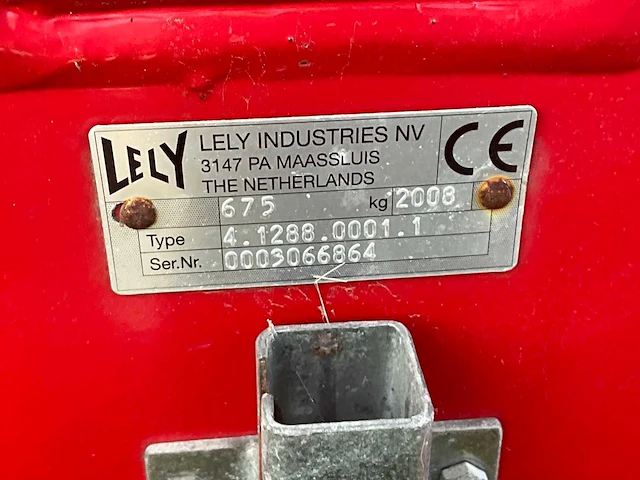 LELY
LELY INDUSTRIES NV
3147 PA MAASSLUIS
THE NETHERLANDS
CE
675 kg 2008
Type 4.1288.0001.1
Ser.Nr. 0003066864